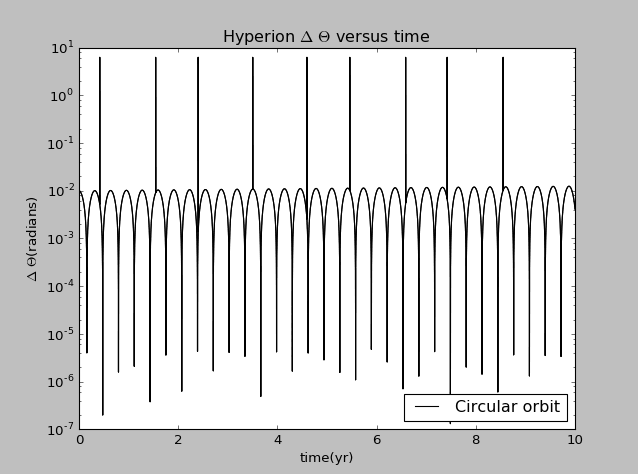 Hyperion Δ Θ versus time
10^1
10^0
10^-1
10^-2
10^-3
10^-4
10^-5
10^-6
10^-7
Δ Θ(radians)
Circular orbit
0 2 4 6 8 10
time(yr)